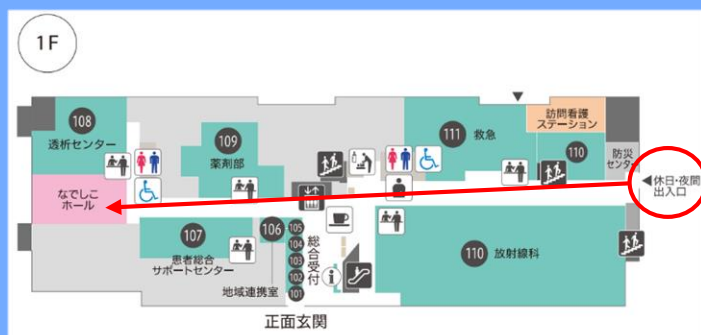 1F
108
透析センター
109
薬剤部
111 救急
訪問看護
ステーション
110
防災
センター
なでしこ
ホール
休日・夜間
出入口
107
患者総合
サポートセンター
106
地域連携室
105
104
103
102
101
総合受付
i
110 放射線科
正面玄関